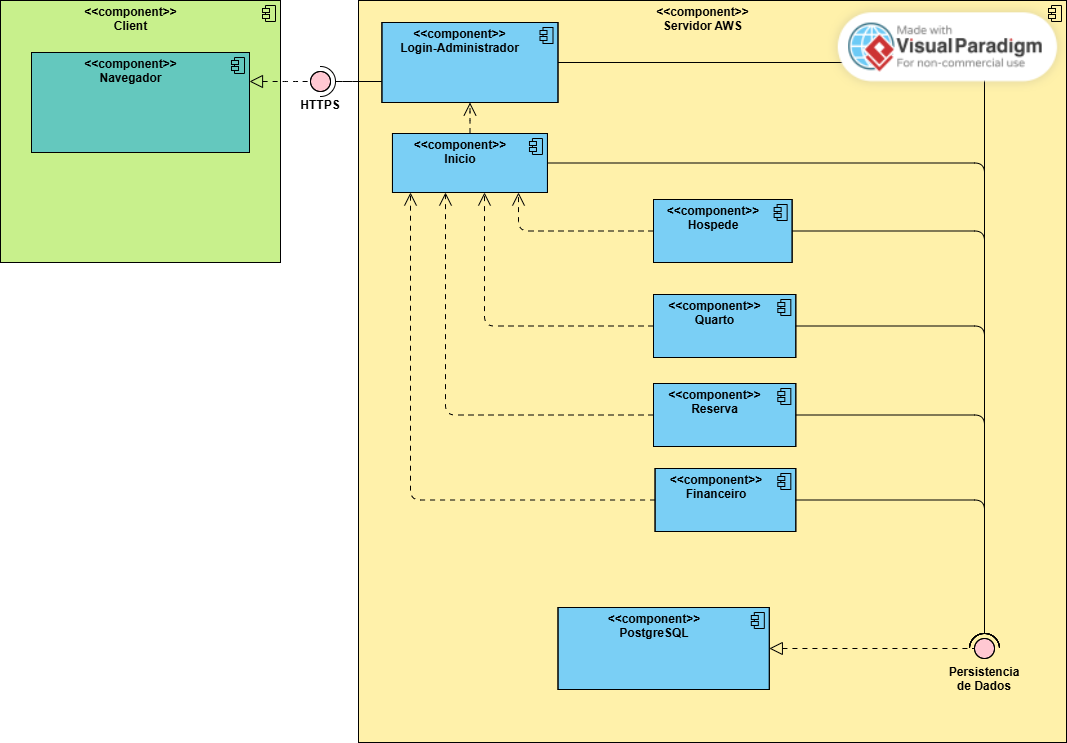 <<component>>
Client
<<component>>
Navegador
HTTPS
<<component>>
Servidor AWS
<<component>>
Login-Administrador
Made with
Visual Paradigm
For non-commercial use
<<component>>
Inicio
<<component>>
Hospede
<<component>>
Quarto
<<component>>
Reserva
<<component>>
Financeiro
<<component>>
PostgreSQL
Persistencia
de Dados